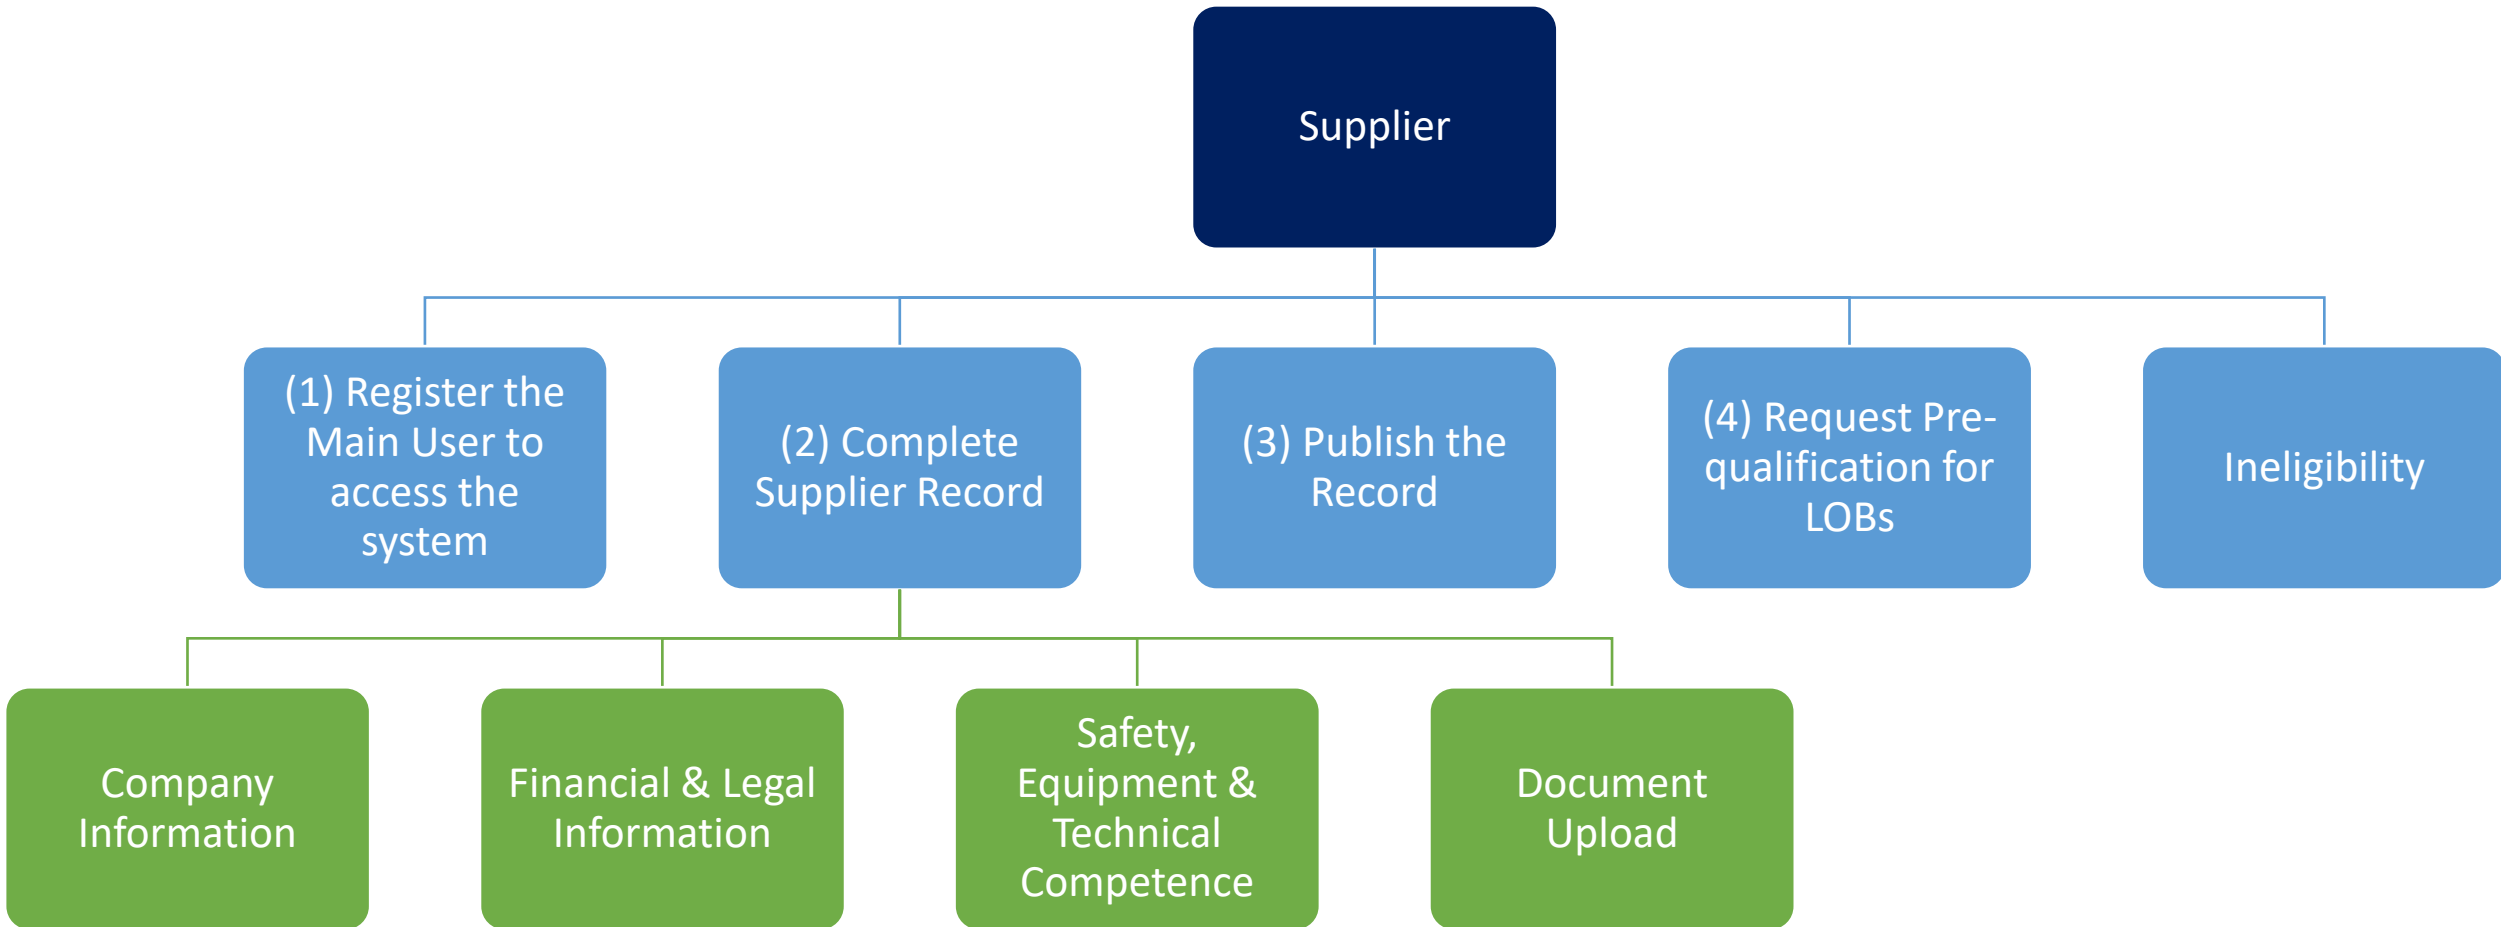 Supplier
(1) Register the
Main User to
access the
system
(2) Complete
Supplier Record
(3) Publish the
Record
(4) Request Pre-
qualification for
LOBs
Ineligibility
Company
Information
Financial & Legal
Information
Safety,
Equipment &
Technical
Competence
Document
Upload